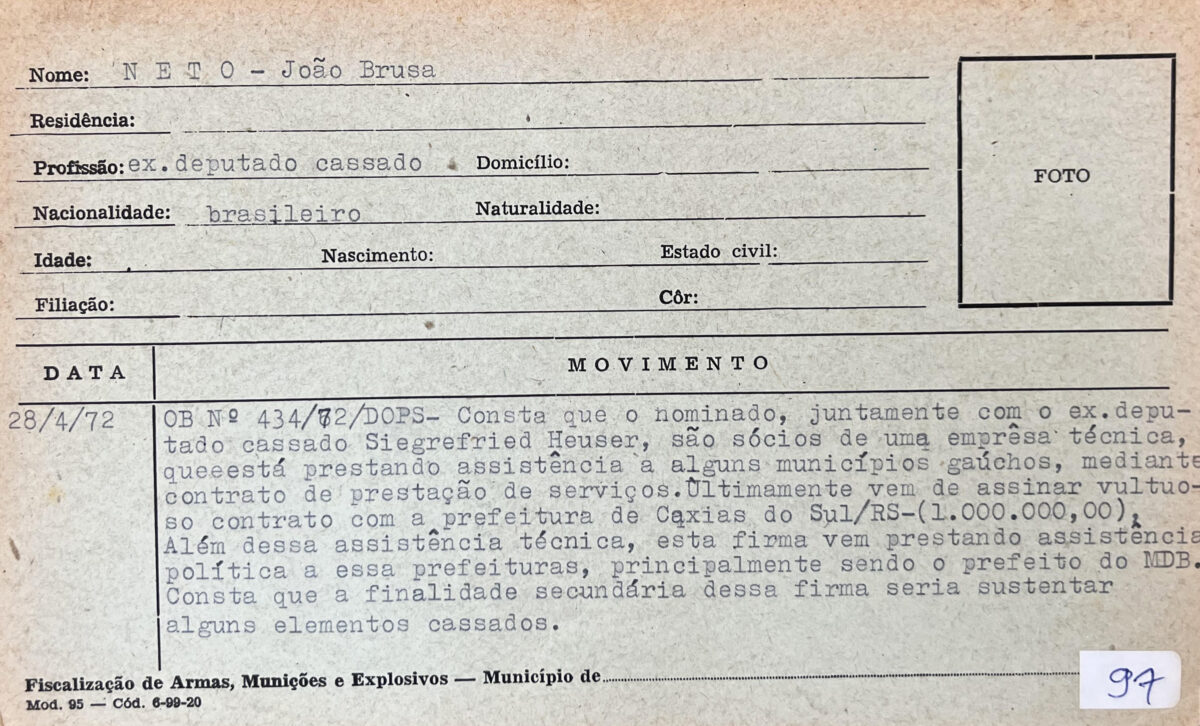 Nome: N E T O - João Brusa
Residência:
Profissão: ex.deputado cassado Domicílio:
Nacionalidade: brasileiro Naturalidade:
Idade: Nascimento: Estado civil:
Filiação: Côr:
FOTO
DATA MOVIMENTO
28/4/72 OB Nº 434/72/DOPS- Consta que o nominado, juntamente com o ex.depu-
tado cassado Siegrefried Heuser, são sócios de uma emprêsa técnica,
queeestá prestando assistência a alguns municípios gaúchos, mediante
contrato de prestação de serviços.Ultimamente vem de assinar vultuo-
so contrato com a prefeitura de Caxias do Sul/RS-(1.000.000,00),
Além dessa assistência técnica, esta firma vem prestando assistência
política a essa prefeituras, principalmente sendo o prefeito do MDB.
Consta que a finalidade secundária dessa firma seria sustentar
alguns elementos cassados.
Fiscalização de Armas, Munições e Explosivos — Município de
Mod. 95 — Cód. 6-99-20
97